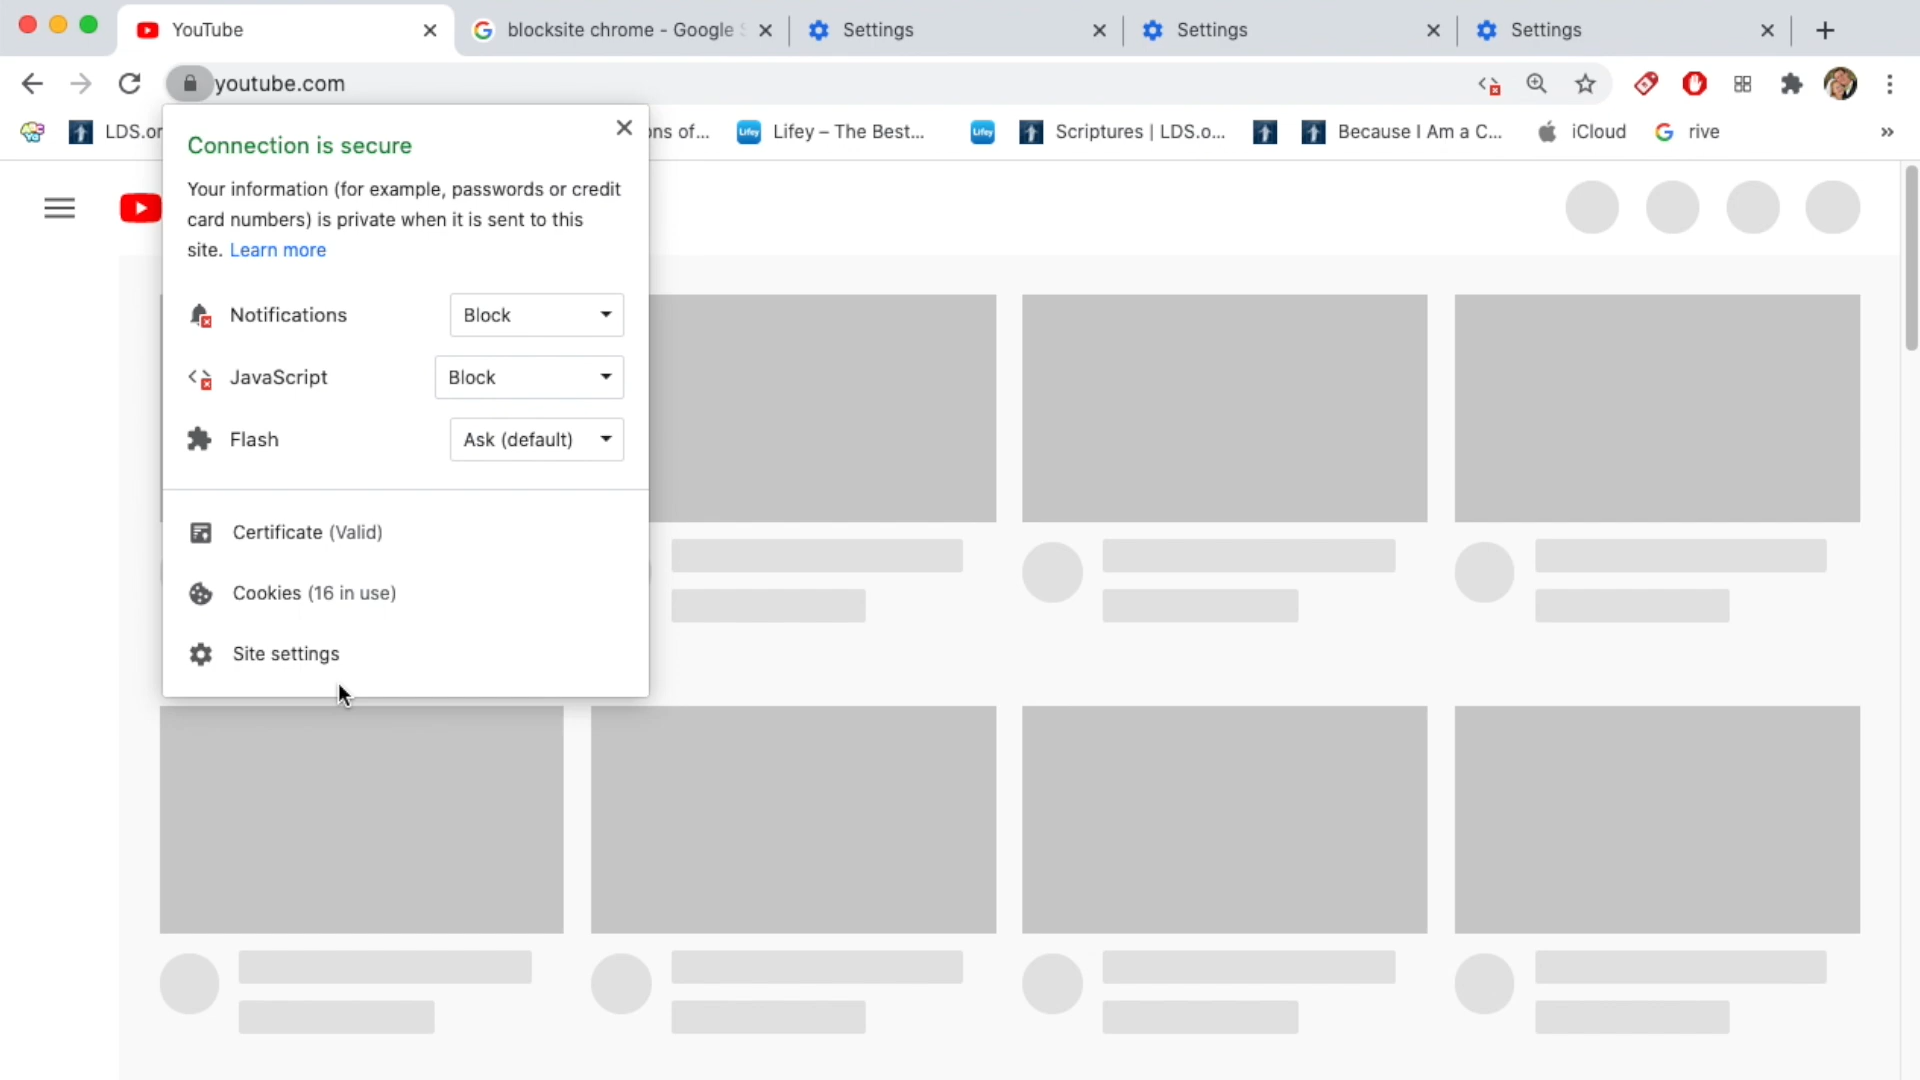 YouTube
blocksite chrome - Google
Settings
Settings
Settings
youtube.com
LDS.or
ns of...
Lifey
Lifey – The Best...
Lifey
Scriptures | LDS.o...
Because I Am a C...
iCloud
rive
»
Connection is secure
Your information (for example, passwords or credit
card numbers) is private when it is sent to this
site. Learn more
Notifications
Block
JavaScript
Block
Flash
Ask (default)
Certificate (Valid)
Cookies (16 in use)
Site settings